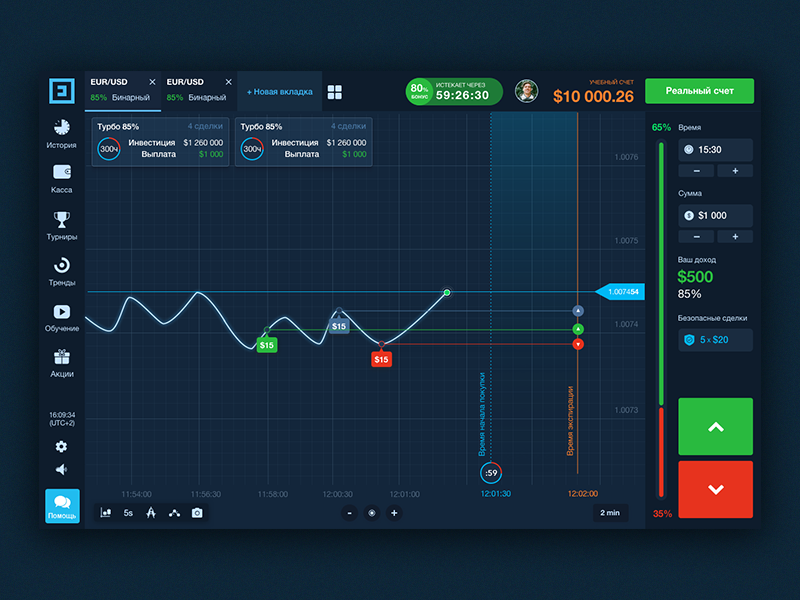 EUR/USD
85% Бинарный
EUR/USD
85% Бинарный
+ Новая вкладка
80%
БОНУС
ИСТЕКАЕТ ЧЕРЕЗ
59:26:30
УЧЕБНЫЙ СЧЕТ
$10 000.26
Реальный счет
История
Касса
Турниры
Тренды
Обучение
Акции
16:09:34
(UTC+2)
Помощь
Турбо 85% 4 сделки
300ч
Инвестиция $1 260 000
Выплата $1 000
Турбо 85% 4 сделки
300ч
Инвестиция $1 260 000
Выплата $1 000
1.0076
1.0075
1.007454
1.0074
1.0073
$15
$15
$15
Время начала покупки
Время экспирации
:59
11:54:00
11:56:30
11:58:00
12:00:30
12:01:00
12:01:30
12:02:00
5s
-
+
2 min
65%
35%
Время
15:30
− +
Сумма
$1 000
− +
Ваш доход
$500
85%
Безопасные сделки
5 x $20